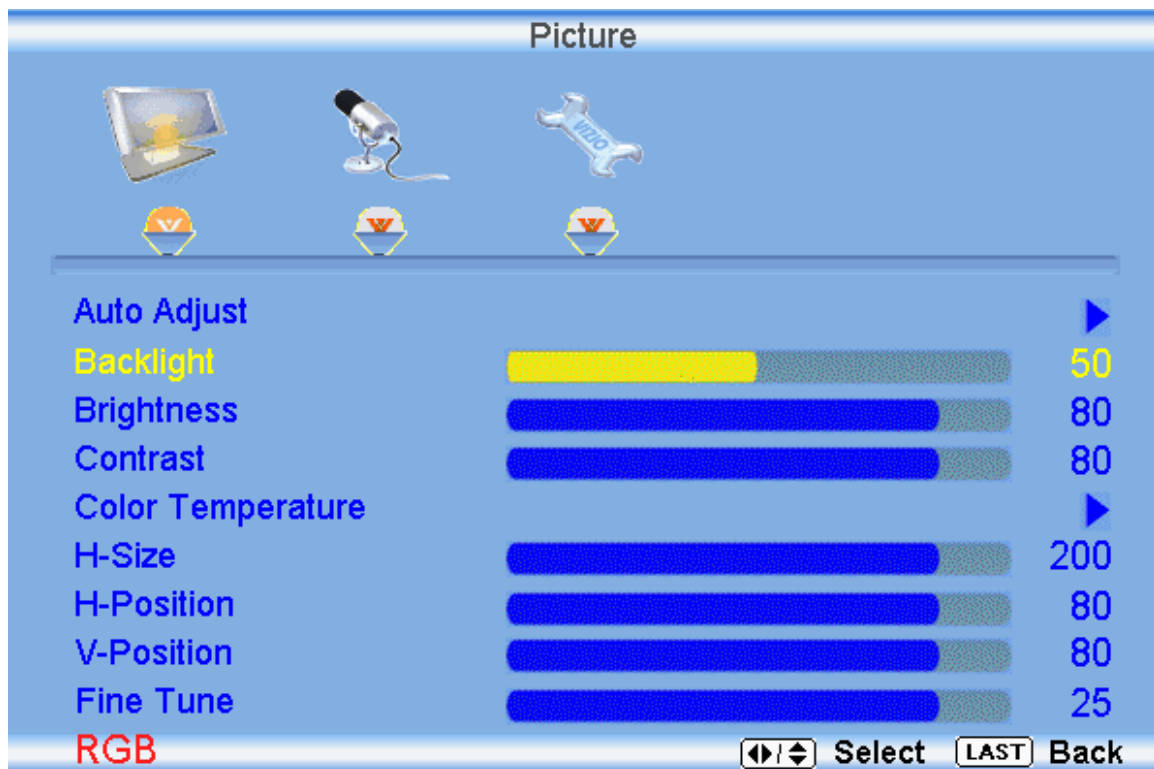 Picture
VIZIO
Auto Adjust
Backlight 50
Brightness 80
Contrast 80
Color Temperature
H-Size 200
H-Position 80
V-Position 80
Fine Tune 25
RGB / Select LAST Back